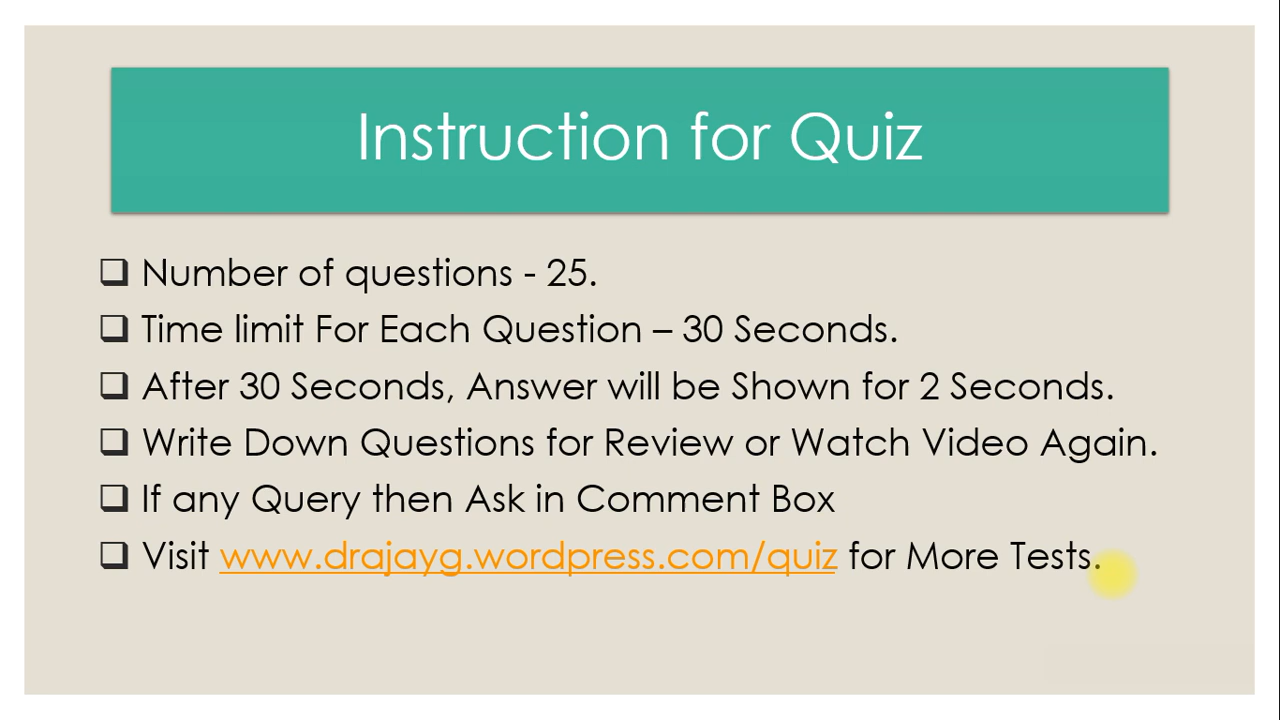 Instruction for Quiz
❑ Number of questions - 25.
❑ Time limit For Each Question – 30 Seconds.
❑ After 30 Seconds, Answer will be Shown for 2 Seconds.
❑ Write Down Questions for Review or Watch Video Again.
❑ If any Query then Ask in Comment Box
❑ Visit www.drajayg.wordpress.com/quiz for More Tests.